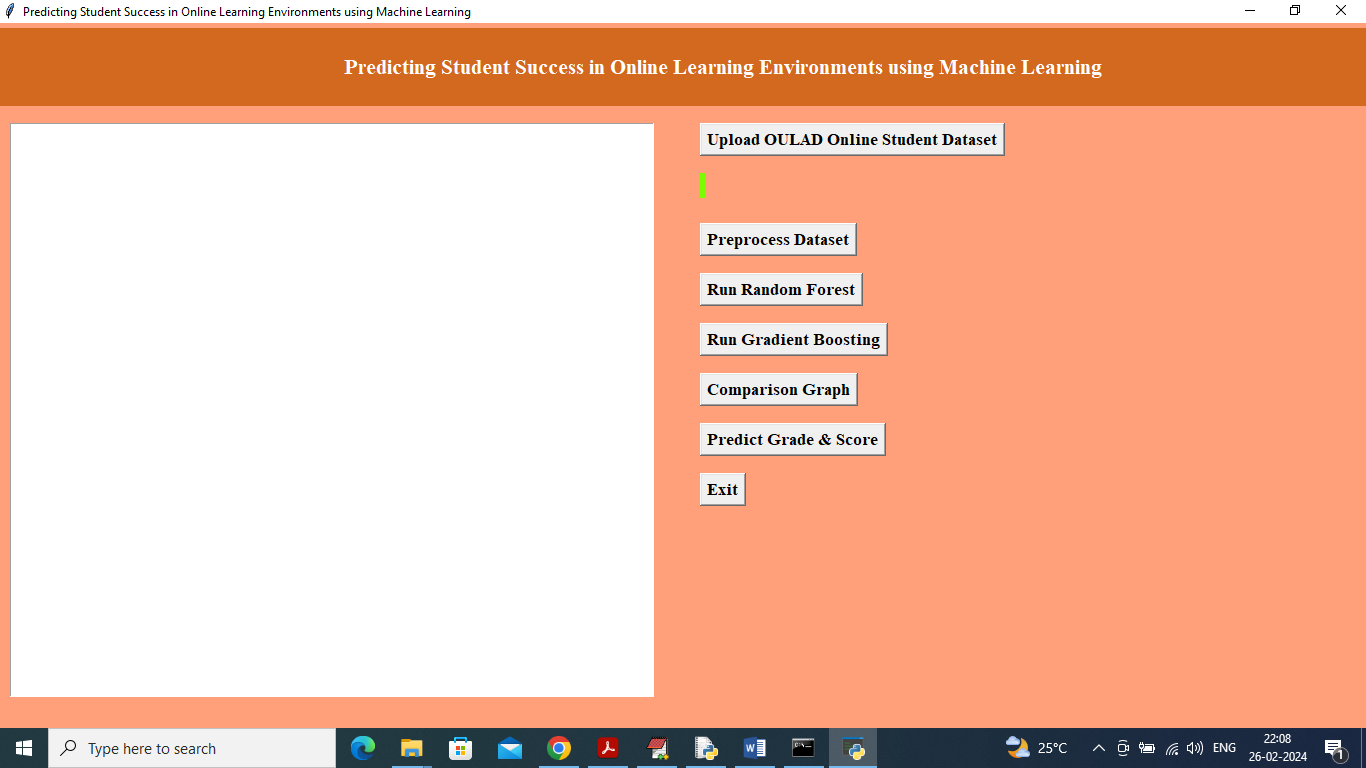 Predicting Student Success in Online Learning Environments using Machine Learning
Predicting Student Success in Online Learning Environments using Machine Learning
Upload OULAD Online Student Dataset
Preprocess Dataset
Run Random Forest
Run Gradient Boosting
Comparison Graph
Predict Grade & Score
Exit
Type here to search
25°C
ENG
22:08
26-02-2024
1